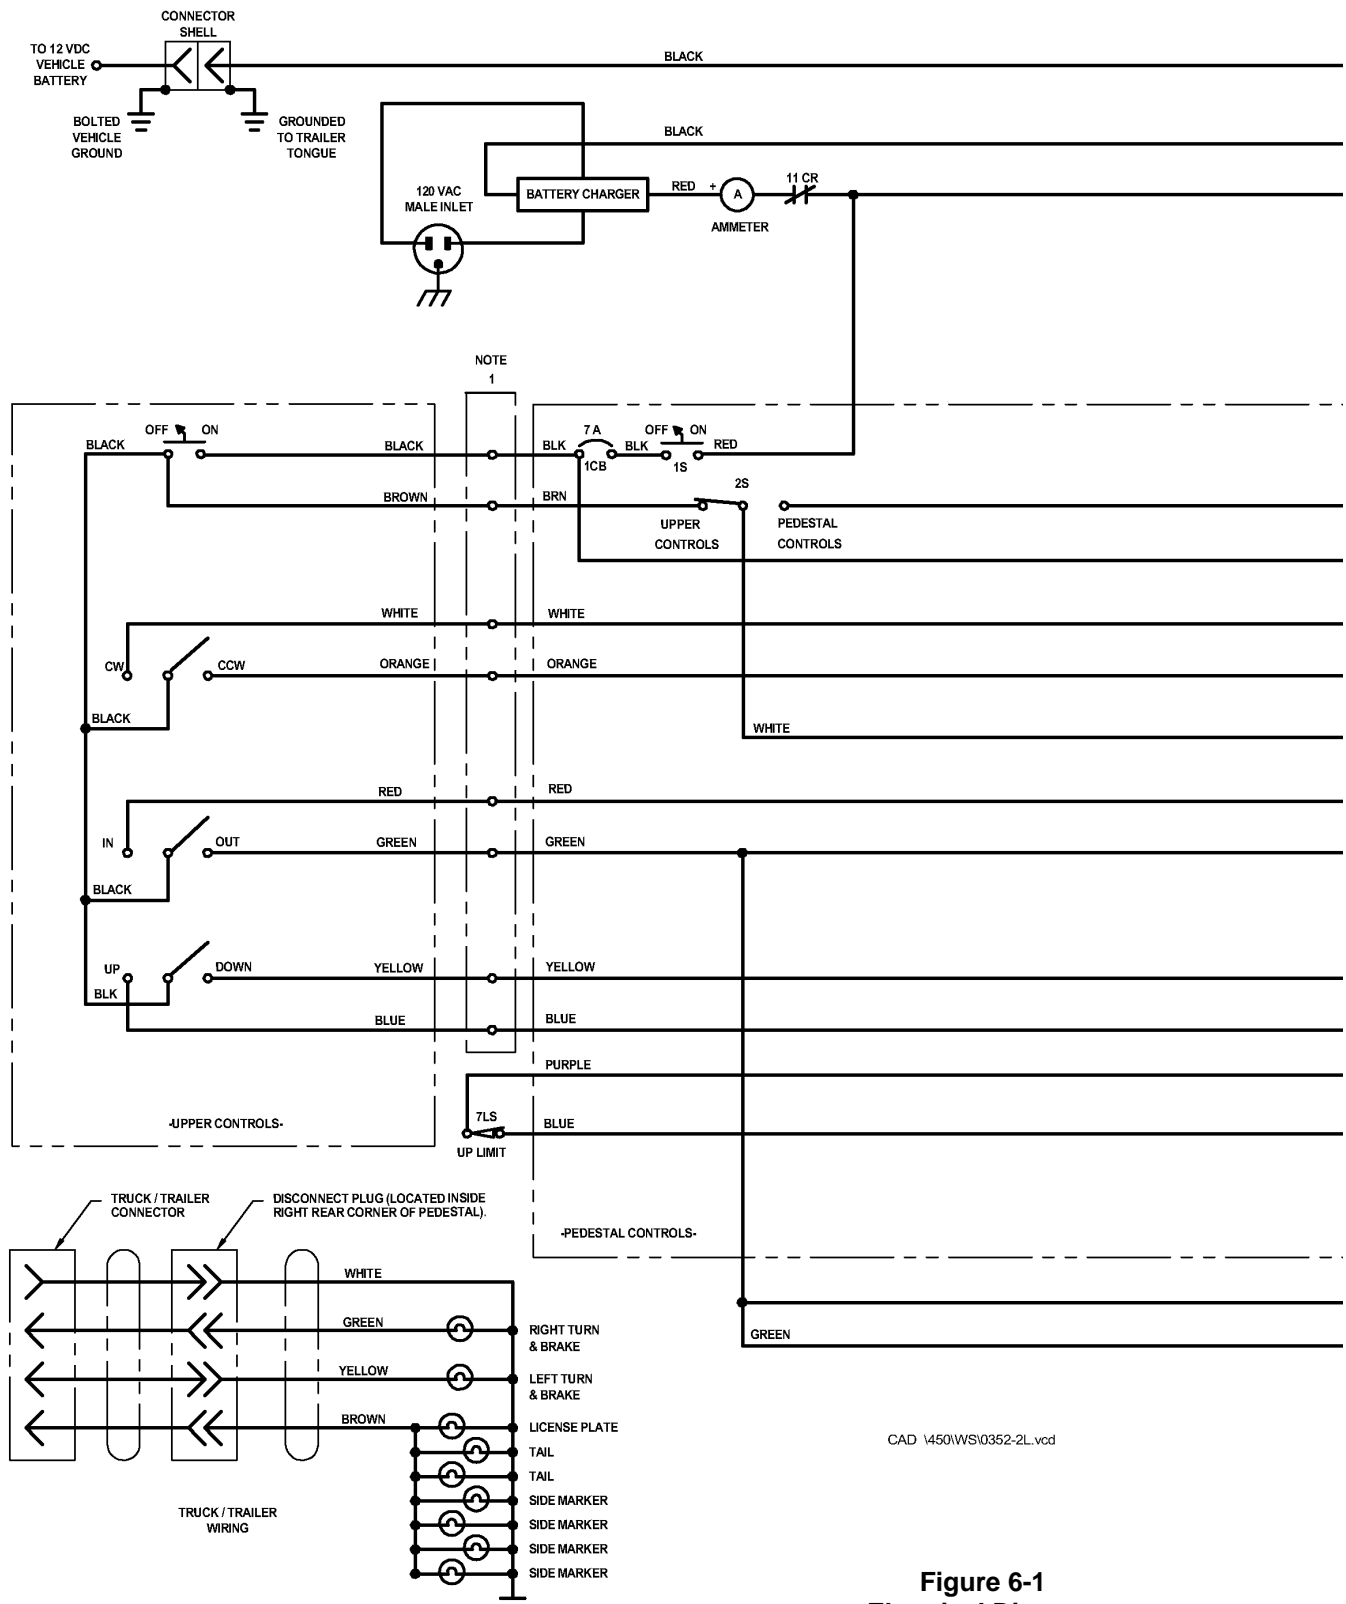 CONNECTOR
SHELL
TO 12 VDC
VEHICLE
BATTERY
BLACK
BOLTED
VEHICLE
GROUND
GROUNDED
TO TRAILER
TONGUE
BLACK
120 VAC
MALE INLET
BATTERY CHARGER
RED
+
A
AMMETER
11 CR
NOTE
1
OFF ON
BLACK
BLACK
BLK
7 A
1CB
BLK
OFF ON
1S
RED
BROWN
BRN
2S
UPPER
CONTROLS
PEDESTAL
CONTROLS
WHITE
WHITE
CW
CCW
ORANGE
ORANGE
BLACK
WHITE
RED
RED
IN
OUT
GREEN
GREEN
BLACK
UP
DOWN
YELLOW
YELLOW
BLK
BLUE
BLUE
PURPLE
7LS
BLUE
UP LIMIT
-UPPER CONTROLS-
-PEDESTAL CONTROLS-
TRUCK / TRAILER
CONNECTOR
DISCONNECT PLUG (LOCATED INSIDE
RIGHT REAR CORNER OF PEDESTAL).
WHITE
GREEN
RIGHT TURN
& BRAKE
GREEN
YELLOW
LEFT TURN
& BRAKE
BROWN
LICENSE PLATE
TAIL
TAIL
SIDE MARKER
SIDE MARKER
SIDE MARKER
SIDE MARKER
TRUCK / TRAILER
WIRING
CAD \450\WS\0352-2L.vcd
Figure 6-1